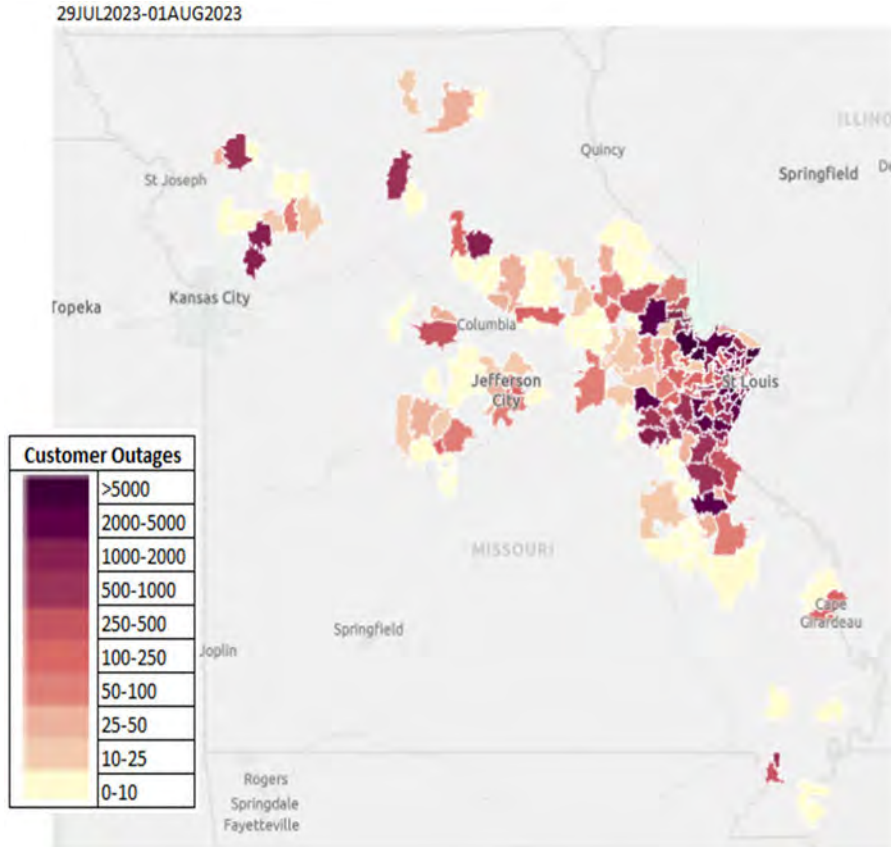 29JUL2023-01AUG2023
ILLINO
Quincy
Springfield
De
St Joseph
Kansas City
Topeka
Columbia
Jefferson
City
St Louis
Customer Outages
>5000
2000-5000
1000-2000
500-1000
250-500
100-250
50-100
25-50
10-25
0-10
MISSOURI
Cape
Girardeau
Springfield
Joplin
Rogers
Springdale
Fayetteville